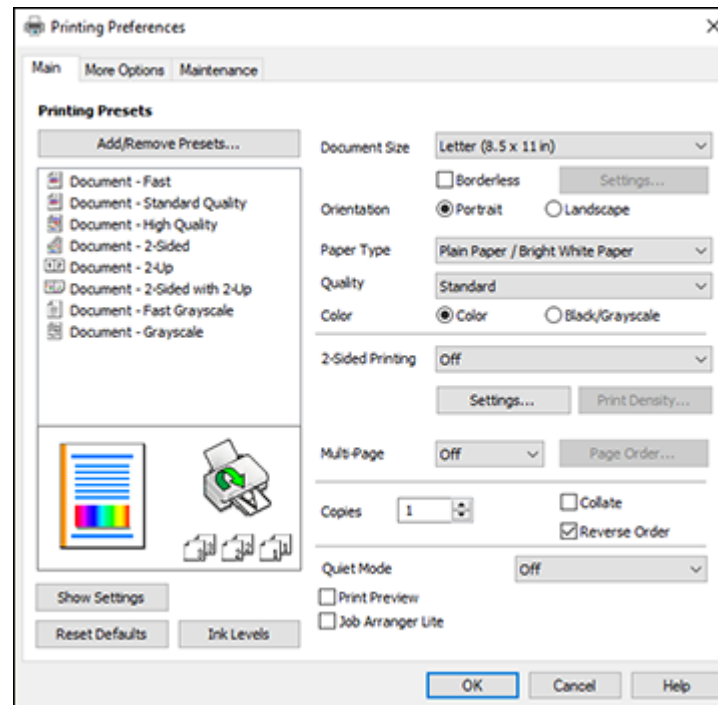 Printing Preferences
Main More Options Maintenance
Printing Presets
Add/Remove Presets...
Document - Fast
Document - Standard Quality
Document - High Quality
Document - 2-Sided
Document - 2-Up
Document - 2-Sided with 2-Up
Document - Fast Grayscale
Document - Grayscale
Show Settings
Reset Defaults Ink Levels
Document Size Letter (8.5 x 11 in)
Borderless Settings...
Orientation Portrait Landscape
Paper Type Plain Paper / Bright White Paper
Quality Standard
Color Color Black/Grayscale
2-Sided Printing Off
Settings... Print Density...
Multi-Page Off Page Order...
Copies 1 Collate
Reverse Order
Quiet Mode Off
Print Preview
Job Arranger Lite
OK Cancel Help